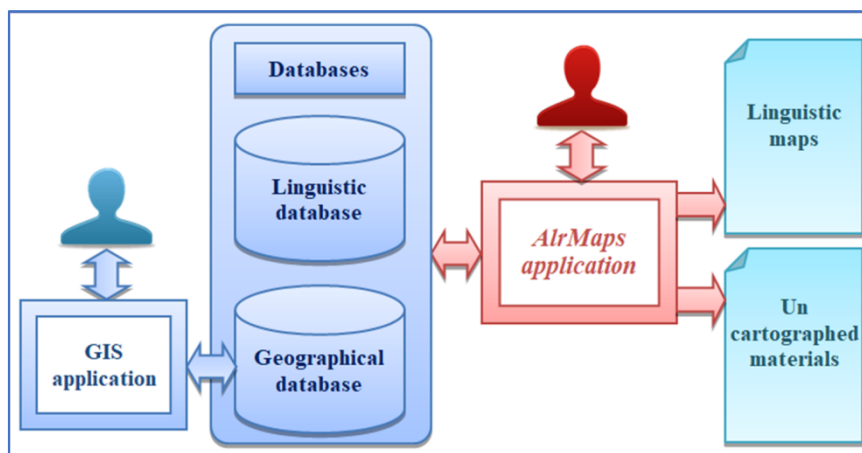 Databases
Linguistic
database
Geographical
database
GIS
application
AlrMaps
application
Linguistic
maps
Un
cartographed
materials